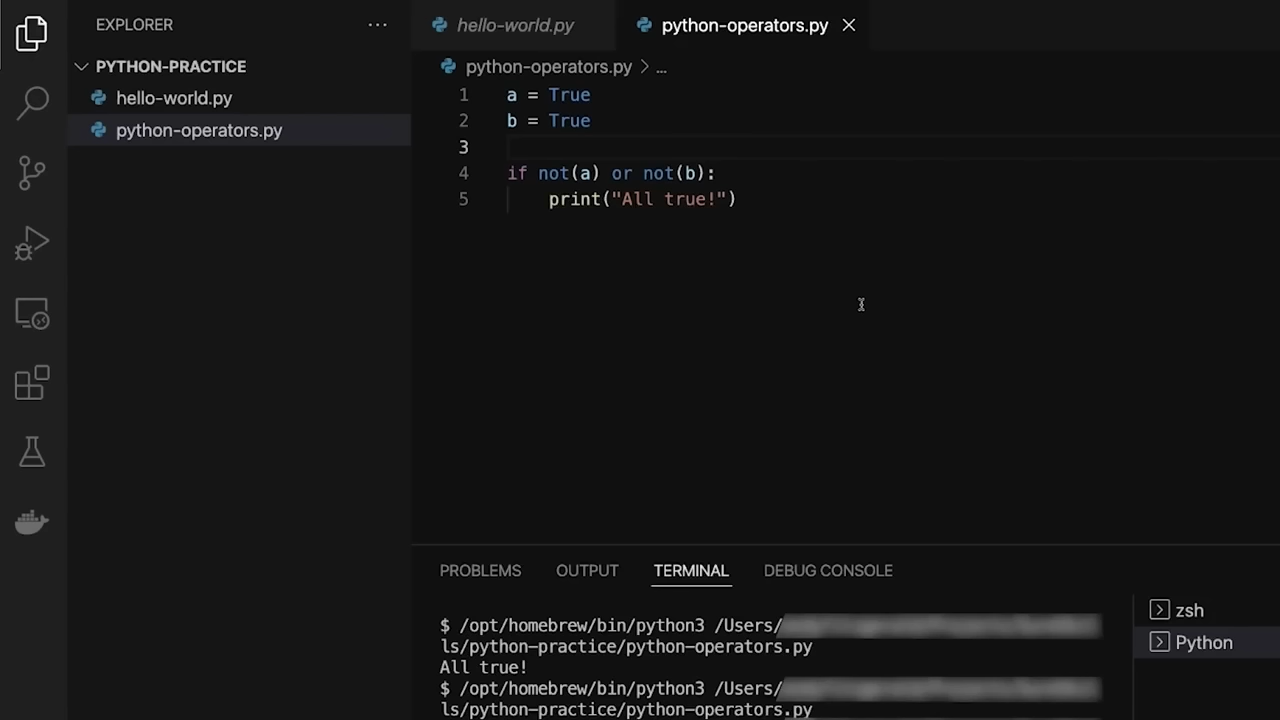 EXPLORER
PYTHON-PRACTICE
hello-world.py
python-operators.py
hello-world.py
python-operators.py
python-operators.py > ...
1 a = True
2 b = True
3
4 if not(a) or not(b):
5 print("All true!")
PROBLEMS OUTPUT TERMINAL DEBUG CONSOLE
$ /opt/homebrew/bin/python3 /Users/
ls/python-practice/python-operators.py
All true!
$ /opt/homebrew/bin/python3 /Users/
ls/python-practice/python-operators.py
zsh
Python